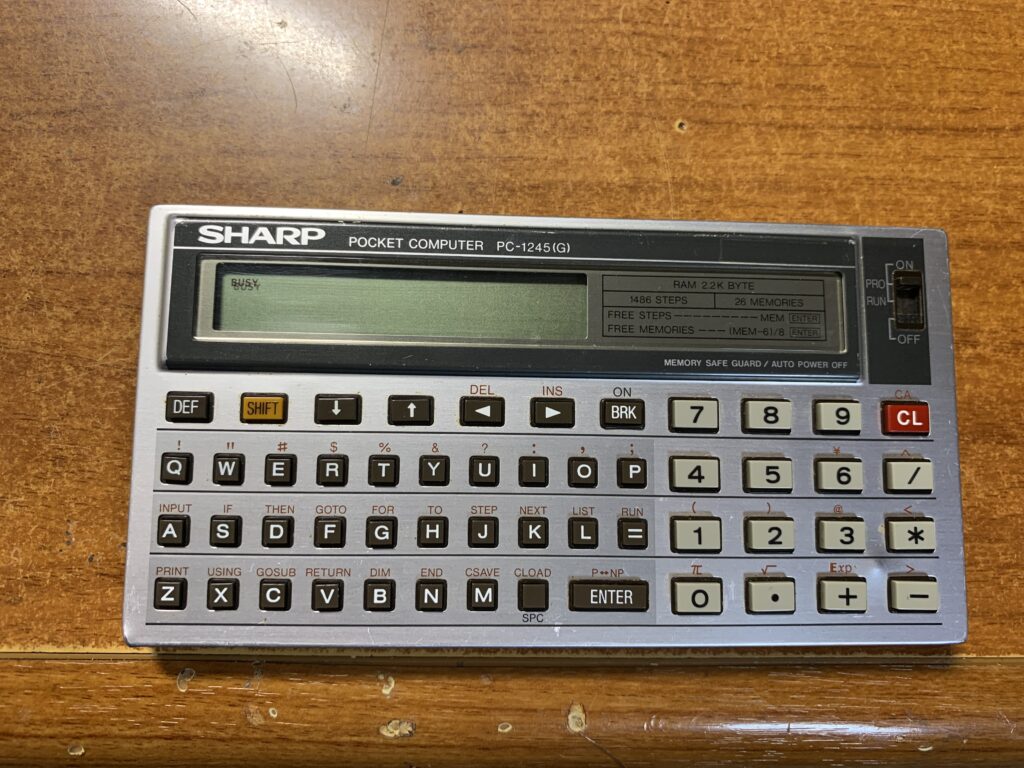 SHARP POCKET COMPUTER PC-1245(G)
BUSY
RAM 2.2K BYTE
1486 STEPS 26 MEMORIES
FREE STEPS ----------- MEM ENTER
FREE MEMORIES ---- (MEM-6)/8 ENTER
MEMORY SAFE GUARD / AUTO POWER OFF
ON
PRO
RUN
OFF
DEL INS ON CA
DEF SHIFT ↓ ↑ ◀ ▶ BRK 7 8 9 CL
! " # $ % & ? : , ; ¥ ^
Q W E R T Y U I O P 4 5 6 /
INPUT IF THEN GOTO FOR TO STEP NEXT LIST RUN ( ) @ <
A S D F G H J K L = 1 2 3 *
PRINT USING GOSUB RETURN DIM END CSAVE CLOAD P↔NP π √ Exp >
Z X C V B N M ENTER 0 . + −
SPC